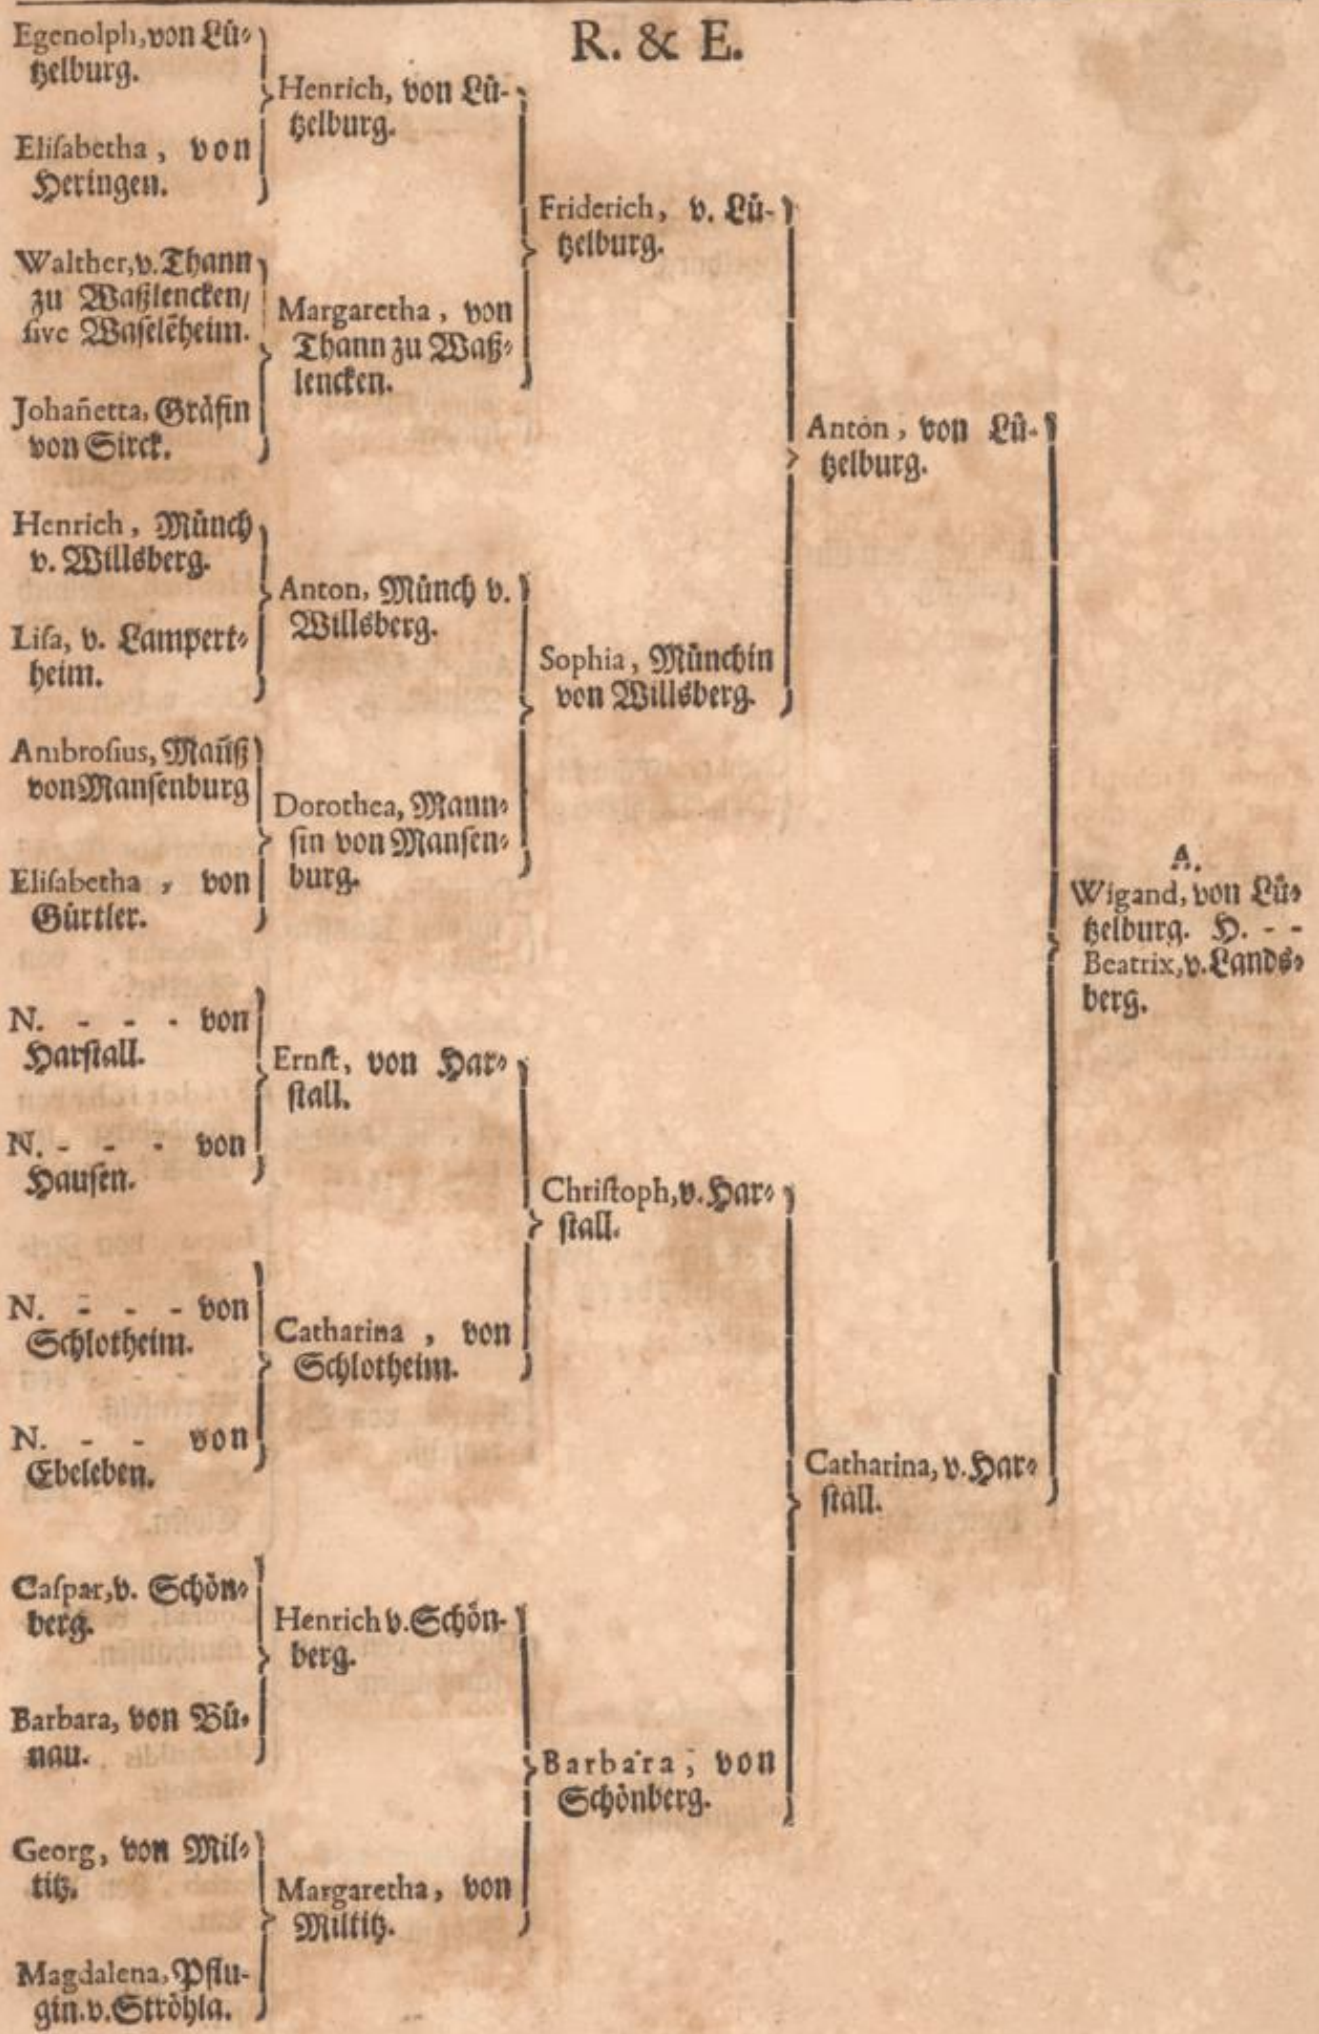 R. & E.
Egenolph, von Lü-
tzelburg.
Elisabetha, von
Heringen.
Walther, v. Thann
zu Waßlencken/
sive Waselẽheim.
Johañetta, Gräfin
von Sirck.
Henrich, Münch
v. Willsberg.
Lisa, v. Lampert-
heim.
Ambrosius, Mañß
von Mansenburg
Elisabetha, von
Gürtler.
N. - - - von
Harstall.
N. - - - von
Hausen.
N. - - - von
Schlotheim.
N. - - von
Ebeleben.
Caspar, v. Schön-
berg.
Barbara, von Bü-
nau.
Georg, von Mil-
titz.
Magdalena, Pflu-
gin. v. Ströhla.
Henrich, von Lü-
tzelburg.
Margaretha, von
Thann zu Waß-
lencken.
Anton, Münch v.
Willsberg.
Dorothea, Mann-
sin von Mansen-
burg.
Ernst, von Har-
stall.
Catharina, von
Schlotheim.
Henrich v. Schön-
berg.
Margaretha, von
Miltitz.
Friderich, v. Lü-
tzelburg.
Sophia, Münchin
von Willsberg.
Christoph, v. Har-
stall.
Barbara, von
Schönberg.
Anton, von Lü-
tzelburg.
Catharina, v. Har-
stall.
A.
Wigand, von Lü-
tzelburg. H. - -
Beatrix, v. Lands-
berg.